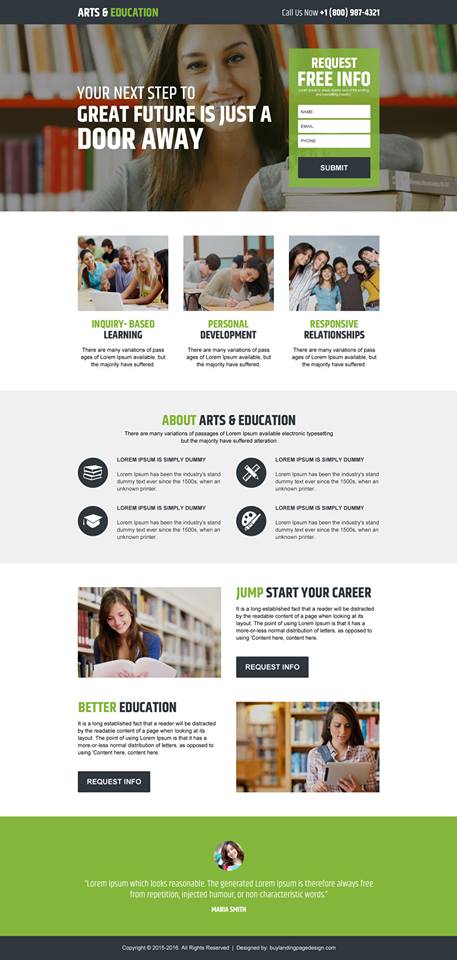 ARTS & EDUCATION
Call Us Now +1 (800) 987-4321
YOUR NEXT STEP TO
GREAT FUTURE IS JUST A
DOOR AWAY
REQUEST
FREE INFO
Lorem Ipsum is simply dummy text of the printing
and typesetting industry
NAME
EMAIL
PHONE
SUBMIT
INQUIRY- BASED
LEARNING
There are many variations of pass
ages of Lorem Ipsum available, but
the majority have suffered.
PERSONAL
DEVELOPMENT
There are many variations of pass
ages of Lorem Ipsum available, but
the majority have suffered.
RESPONSIVE
RELATIONSHIPS
There are many variations of pass
ages of Lorem Ipsum available, but
the majority have suffered.
ABOUT ARTS & EDUCATION
There are many variations of passages of Lorem Ipsum available electronic typesetting
but the majority have suffered alteration.
LOREM IPSUM IS SIMPLY DUMMY
Lorem Ipsum has been the industry's stand
dummy text ever since the 1500s, when an
unknown printer.
LOREM IPSUM IS SIMPLY DUMMY
Lorem Ipsum has been the industry's stand
dummy text ever since the 1500s, when an
unknown printer.
LOREM IPSUM IS SIMPLY DUMMY
Lorem Ipsum has been the industry's stand
dummy text ever since the 1500s, when an
unknown printer.
LOREM IPSUM IS SIMPLY DUMMY
Lorem Ipsum has been the industry's stand
dummy text ever since the 1500s, when an
unknown printer.
JUMP START YOUR CAREER
It is a long established fact that a reader will be distracted
by the readable content of a page when looking at its
layout. The point of using Lorem Ipsum is that it has a
more-or-less normal distribution of letters, as opposed to
using 'Content here, content here.
REQUEST INFO
BETTER EDUCATION
It is a long established fact that a reader will be distracted
by the readable content of a page when looking at its
layout. The point of using Lorem Ipsum is that it has a
more-or-less normal distribution of letters, as opposed to
using 'Content here, content here.
REQUEST INFO
"Lorem Ipsum which looks reasonable. The generated Lorem Ipsum is therefore always free
from repetition, injected humour, or non-characteristic words."
MARIA SMITH
Copyright © 2015-2016. All Rights Reserved | Designed by: buylandingpagedesign.com